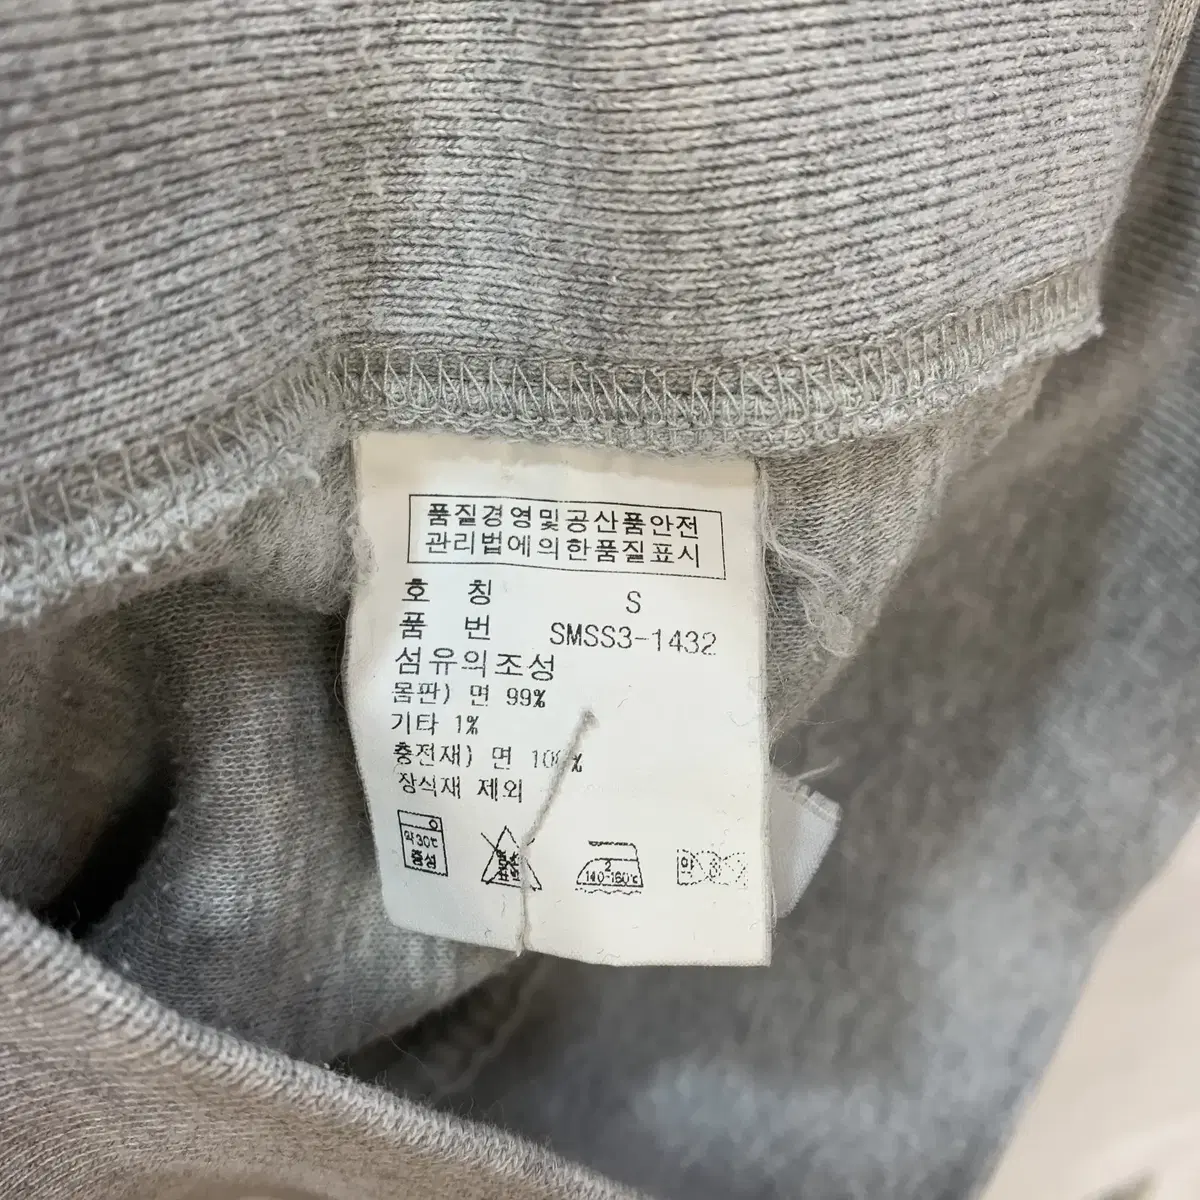 품질경영및공산품안전
관리법에의한품질표시
호 칭 S
품 번 SMSS3-1432
섬유의조성
몸판) 면 99%
기타 1%
충전재) 면 100%
장식재 제외
약30℃
중성
2
140-160℃
약